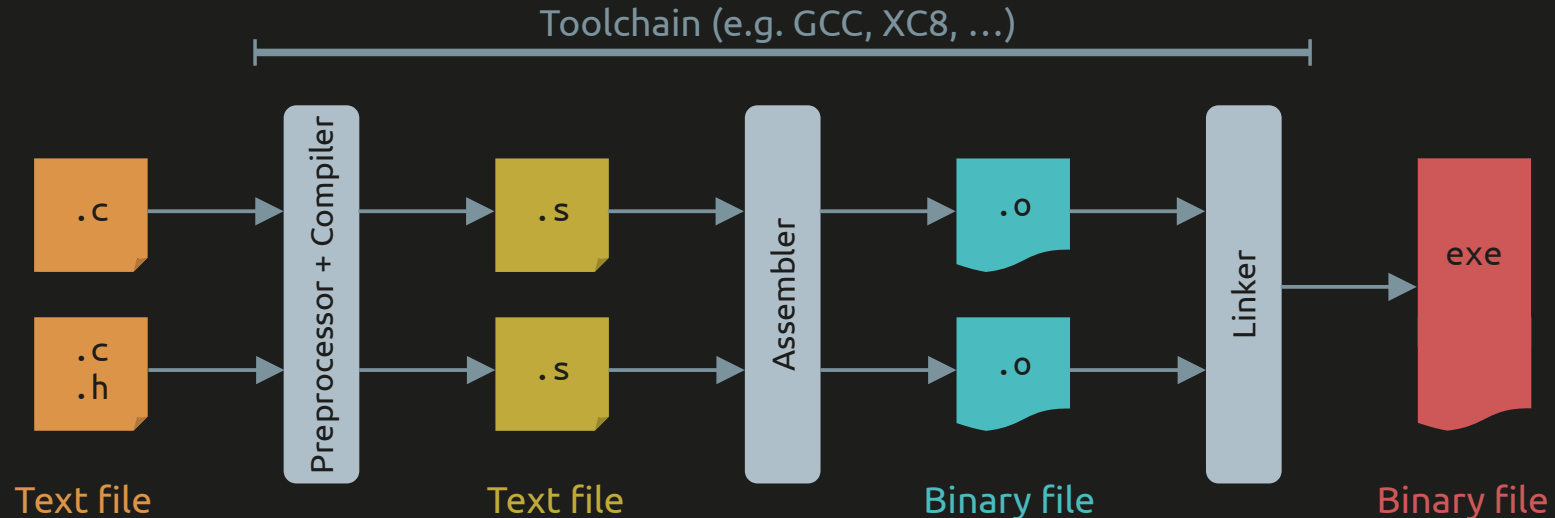 Toolchain (e.g. GCC, XC8, …)
.c
Preprocessor + Compiler
.s
Assembler
.o
Linker
exe
.c
.h
.s
.o
Text file
Text file
Binary file
Binary file